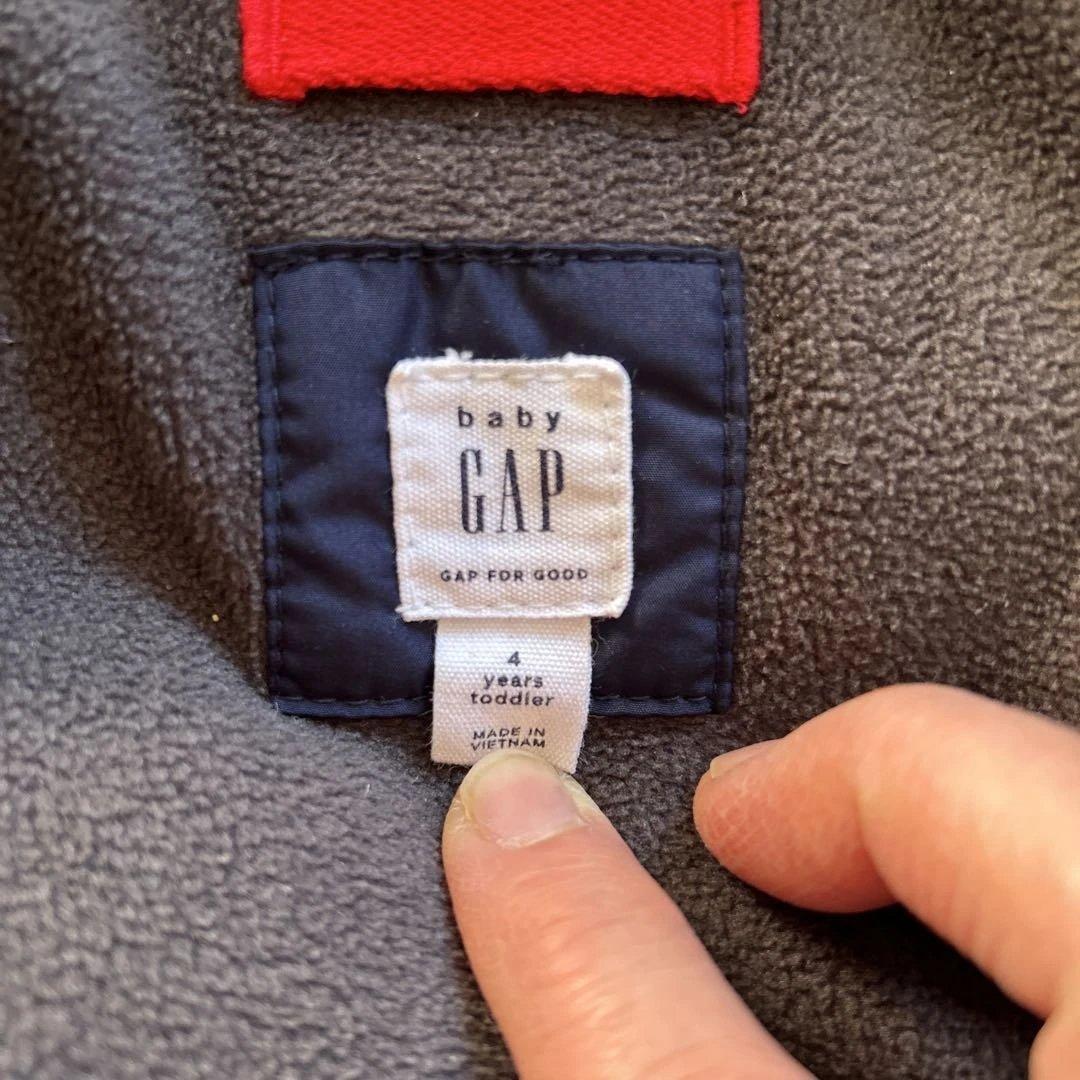 baby
GAP
GAP FOR GOOD
4
years
toddler
MADE IN
VIETNAM